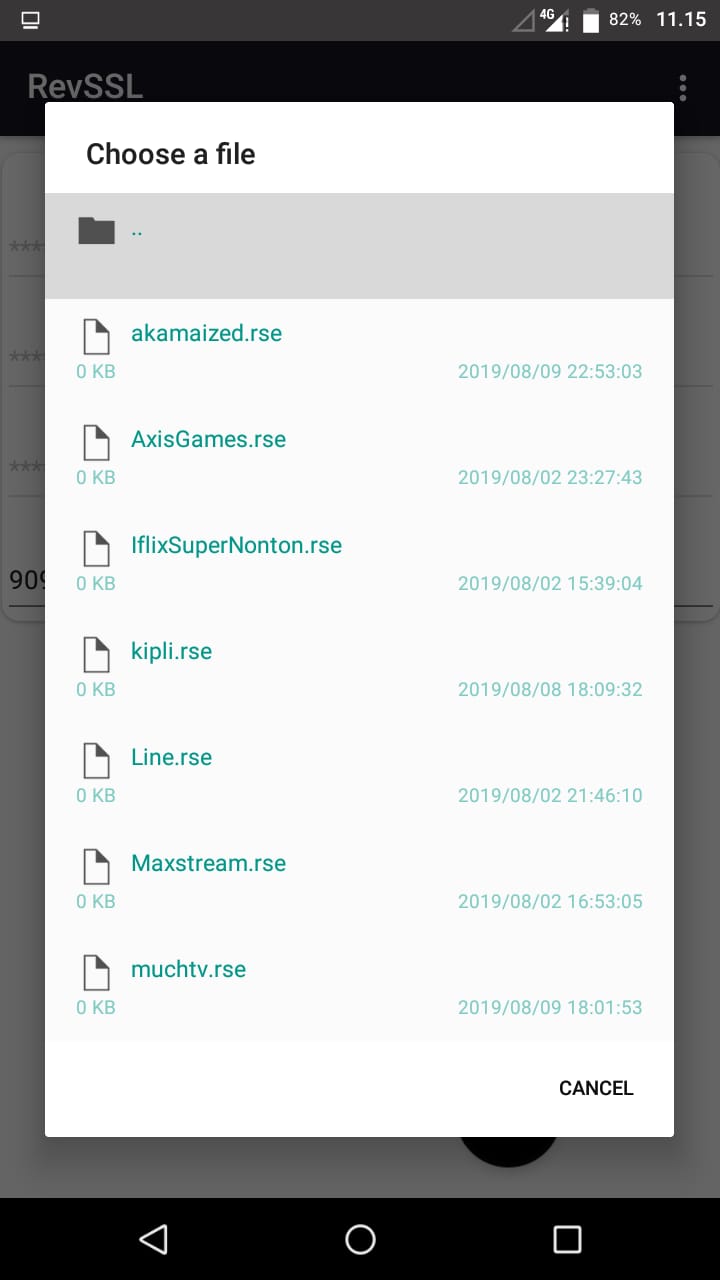 4G 82% 11.15
RevSSL
Choose a file
..
akamaized.rse
0 KB 2019/08/09 22:53:03
AxisGames.rse
0 KB 2019/08/02 23:27:43
IflixSuperNonton.rse
0 KB 2019/08/02 15:39:04
kipli.rse
0 KB 2019/08/08 18:09:32
Line.rse
0 KB 2019/08/02 21:46:10
Maxstream.rse
0 KB 2019/08/02 16:53:05
muchtv.rse
0 KB 2019/08/09 18:01:53
CANCEL